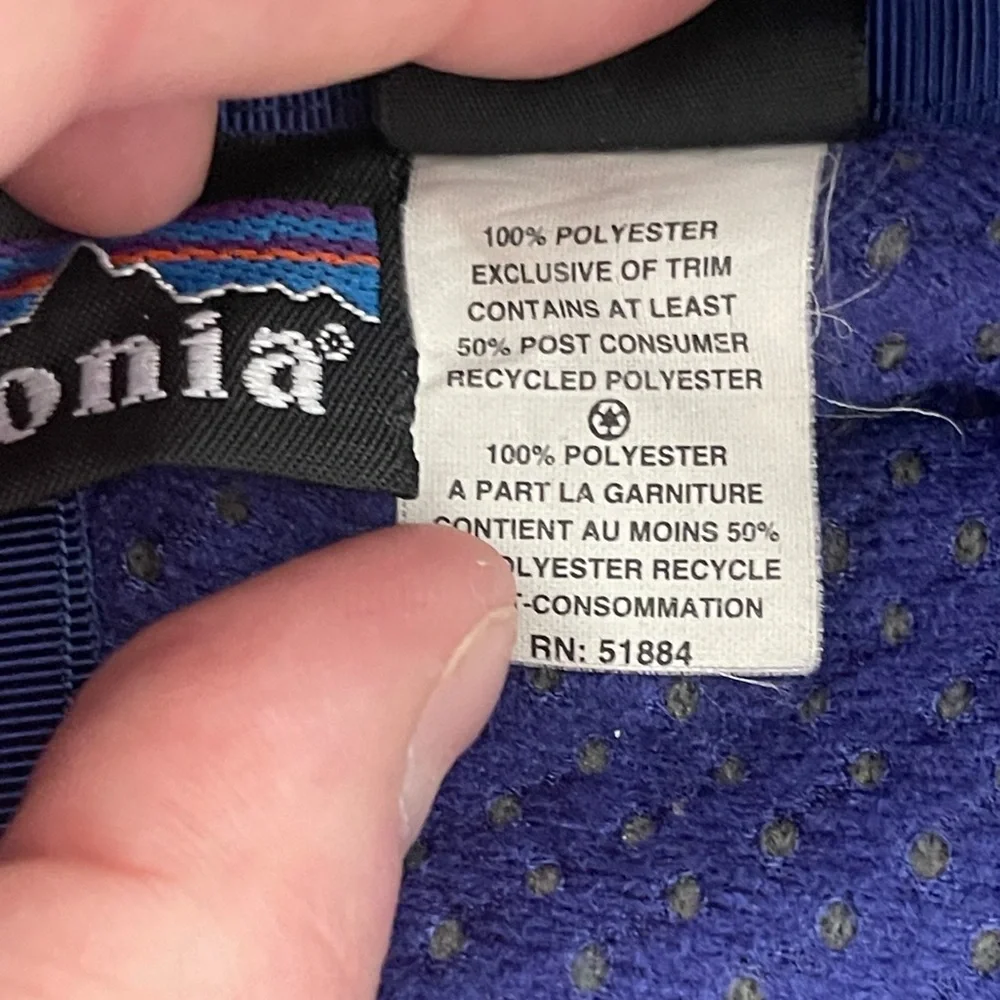 onia®
100% POLYESTER
EXCLUSIVE OF TRIM
CONTAINS AT LEAST
50% POST CONSUMER
RECYCLED POLYESTER
100% POLYESTER
A PART LA GARNITURE
CONTIENT AU MOINS 50%
LYESTER RECYCLE
-CONSOMMATION
RN: 51884